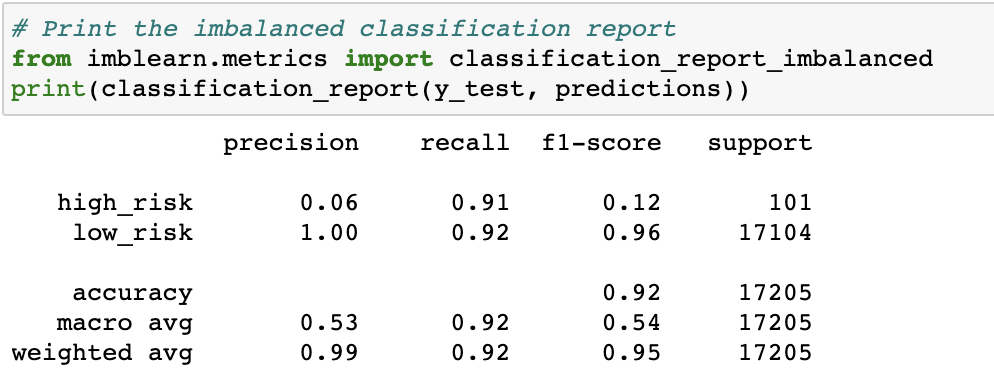 # Print the imbalanced classification report
from imblearn.metrics import classification_report_imbalanced
print(classification_report(y_test, predictions))
precision recall f1-score support
high_risk 0.06 0.91 0.12 101
low_risk 1.00 0.92 0.96 17104
accuracy 0.92 17205
macro avg 0.53 0.92 0.54 17205
weighted avg 0.99 0.92 0.95 17205